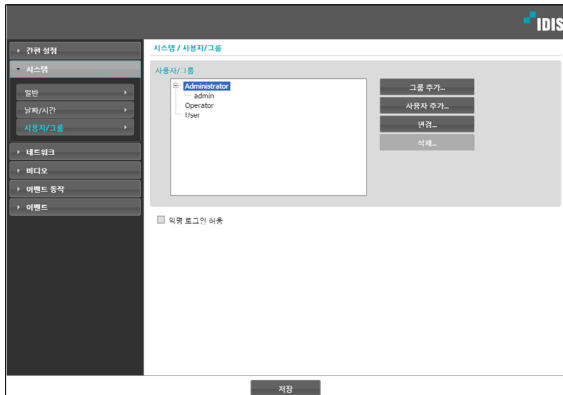 IDIS
간편 설정
시스템
일반
날짜/시간
사용자/그룹
네트워크
비디오
이벤트 동작
이벤트
시스템 / 사용자/그룹
사용자/그룹
Administrator
admin
Operator
User
그룹 추가...
사용자 추가...
변경...
삭제...
익명 로그인 허용
저장